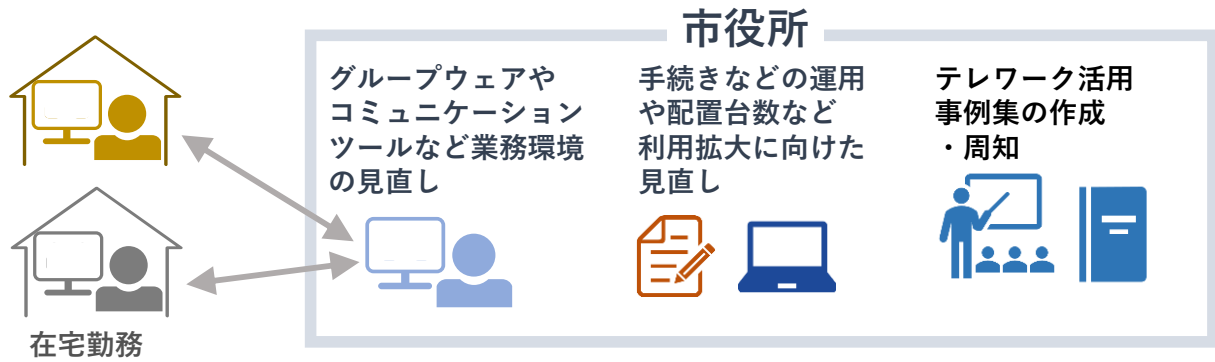 市役所
グループウェアや
コミュニケーション
ツールなど業務環境
の見直し
手続きなどの運用
や配置台数など
利用拡大に向けた
見直し
テレワーク活用
事例集の作成
・周知
在宅勤務